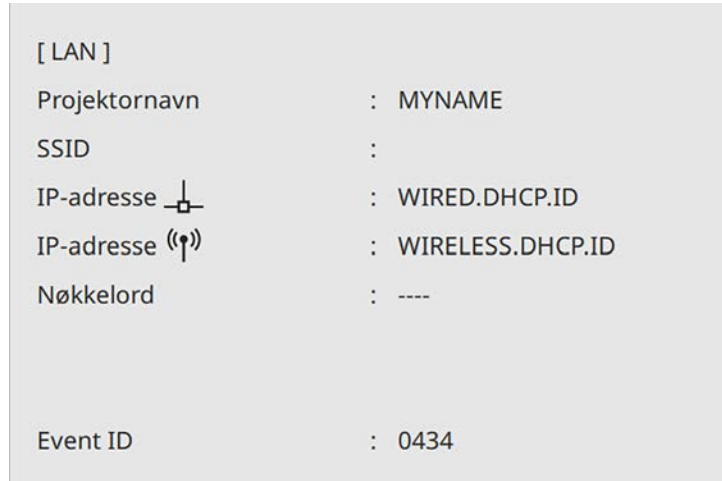 [ LAN ]
Projektornavn : MYNAME
SSID :
IP-adresse : WIRED.DHCP.ID
IP-adresse : WIRELESS.DHCP.ID
Nøkkelord : ----
Event ID : 0434